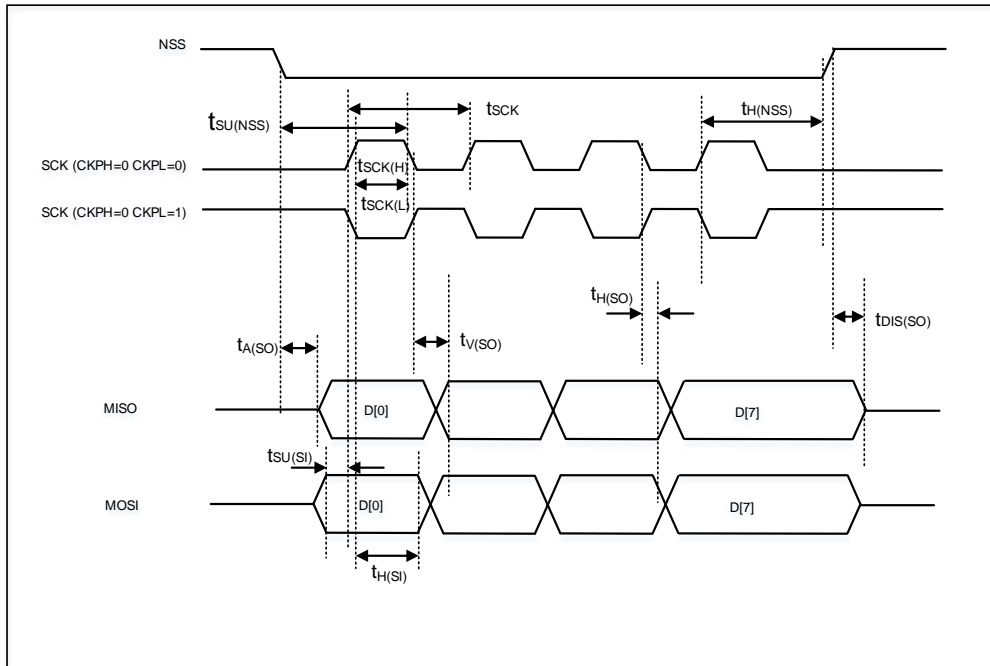 NSS
tSCK
tH(NSS)
tSU(NSS)
SCK (CKPH=0 CKPL=0)
tSCK(H)
tSCK(L)
SCK (CKPH=0 CKPL=1)
tH(SO)
tDIS(SO)
tA(SO)
tV(SO)
MISO
D[0]
D[7]
tSU(SI)
MOSI
D[0]
D[7]
tH(SI)